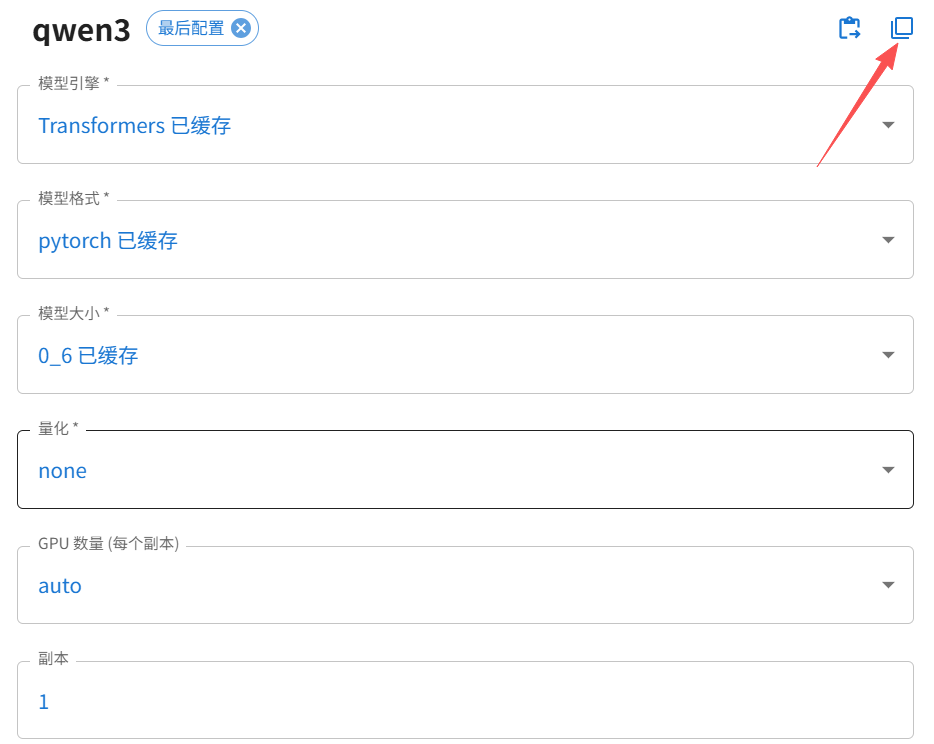 qwen3 最后配置
模型引擎 *
Transformers 已缓存
模型格式 *
pytorch 已缓存
模型大小 *
0_6 已缓存
量化 *
none
GPU 数量 (每个副本)
auto
副本
1